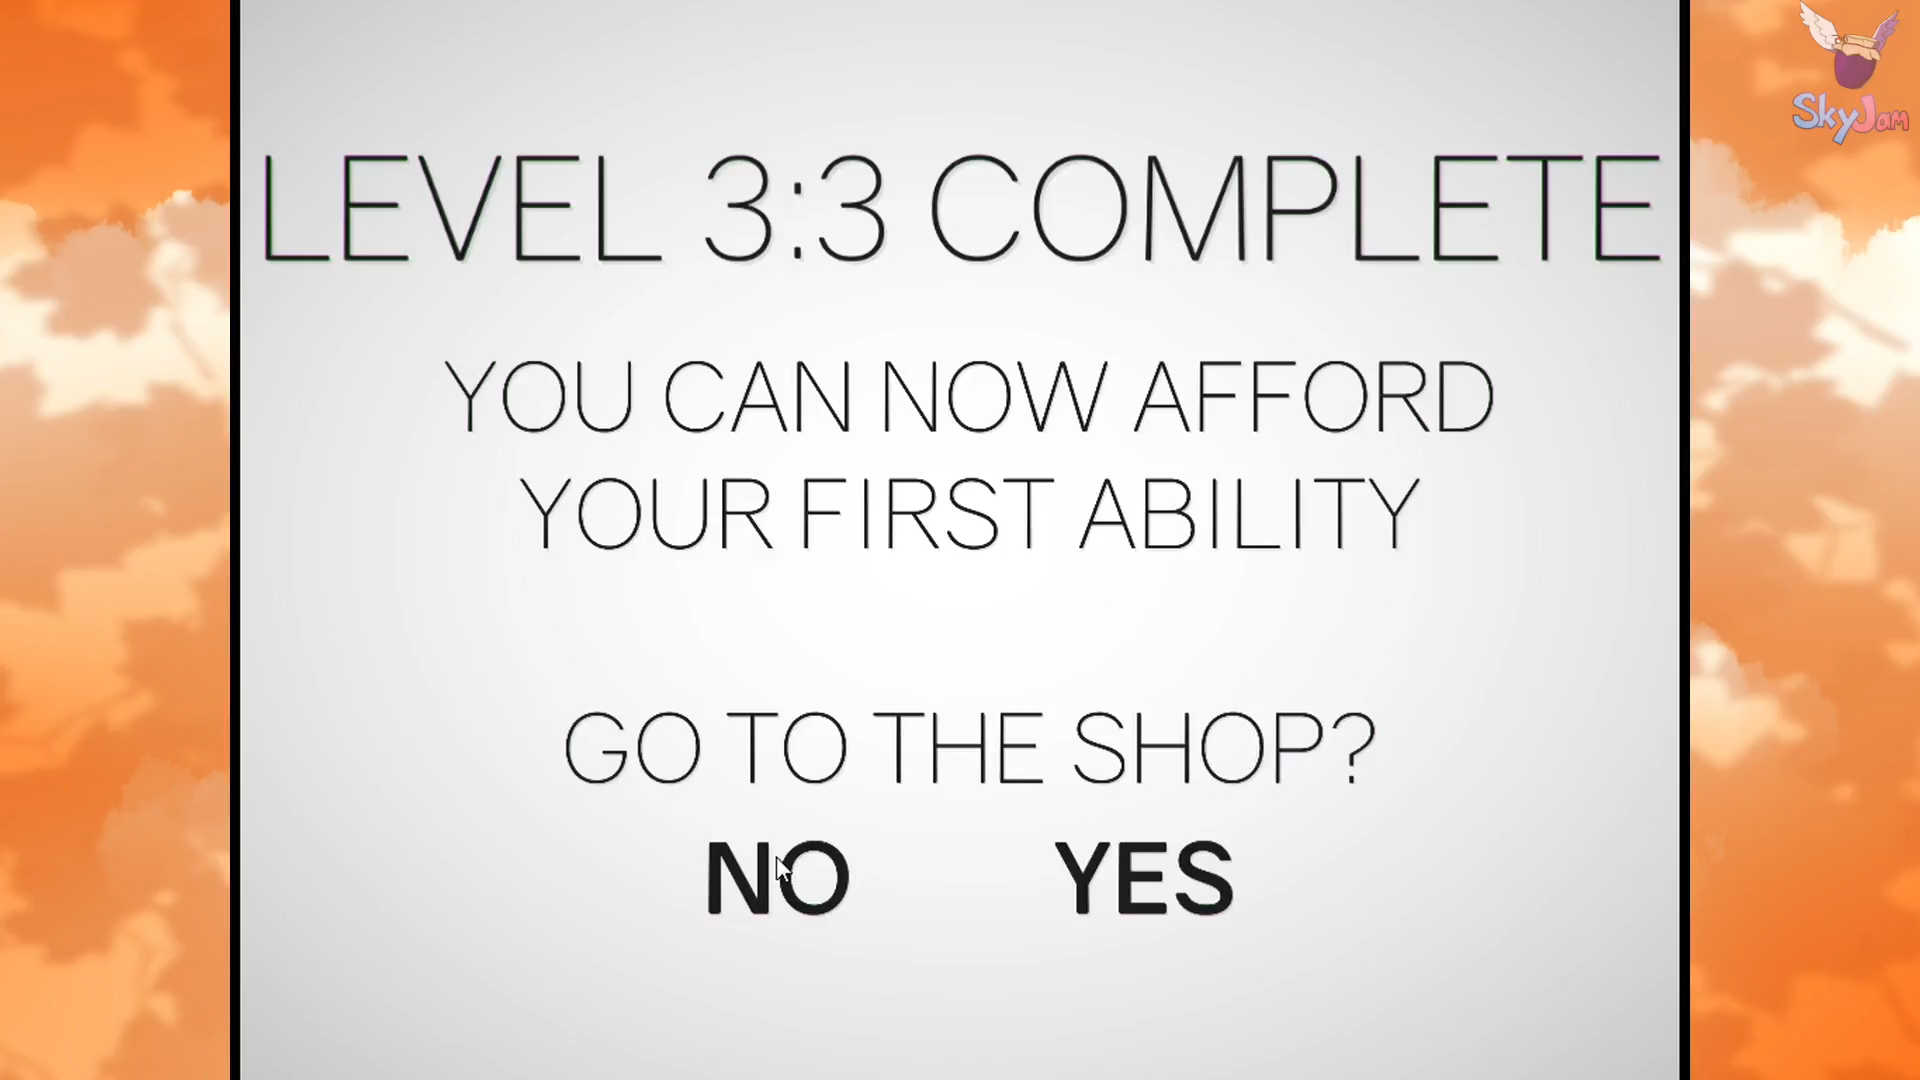 SkyJam
LEVEL 3:3 COMPLETE
YOU CAN NOW AFFORD
YOUR FIRST ABILITY
GO TO THE SHOP?
NO YES